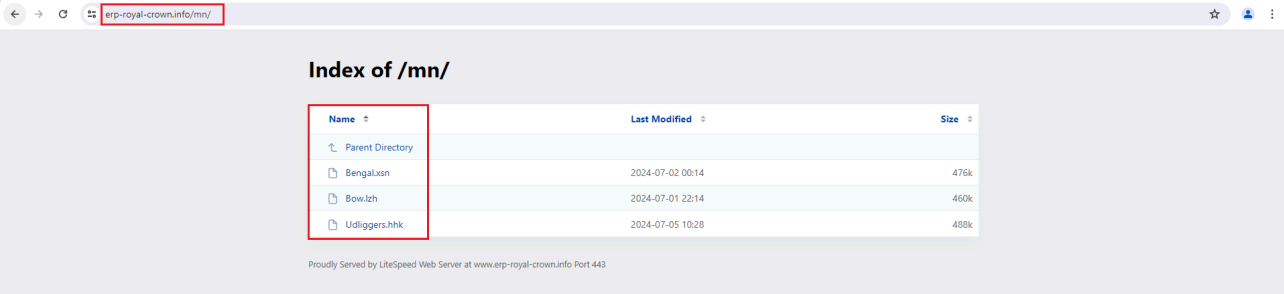 erp-royal-crown.info/mn/
Index of /mn/
Name Last Modified Size
Parent Directory
Bengal.xsn 2024-07-02 00:14 476k
Bow.lzh 2024-07-01 22:14 460k
Udliggers.hhk 2024-07-05 10:28 488k
Proudly Served by LiteSpeed Web Server at www.erp-royal-crown.info Port 443